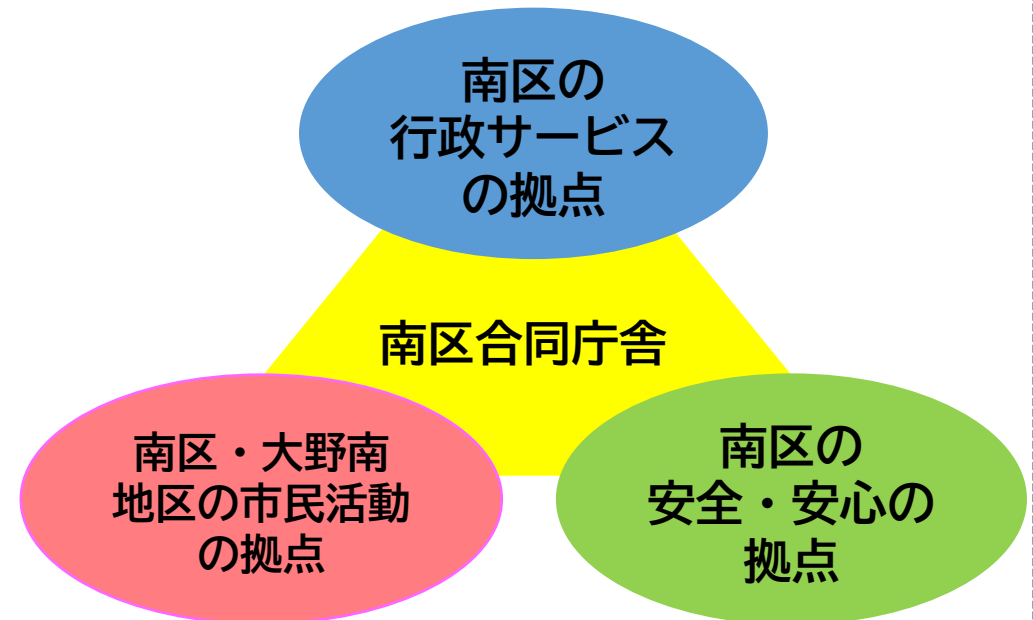 南区の
行政サービス
の拠点
南区合同庁舎
南区・大野南
地区の市民活動
の拠点
南区の
安全・安心の
拠点